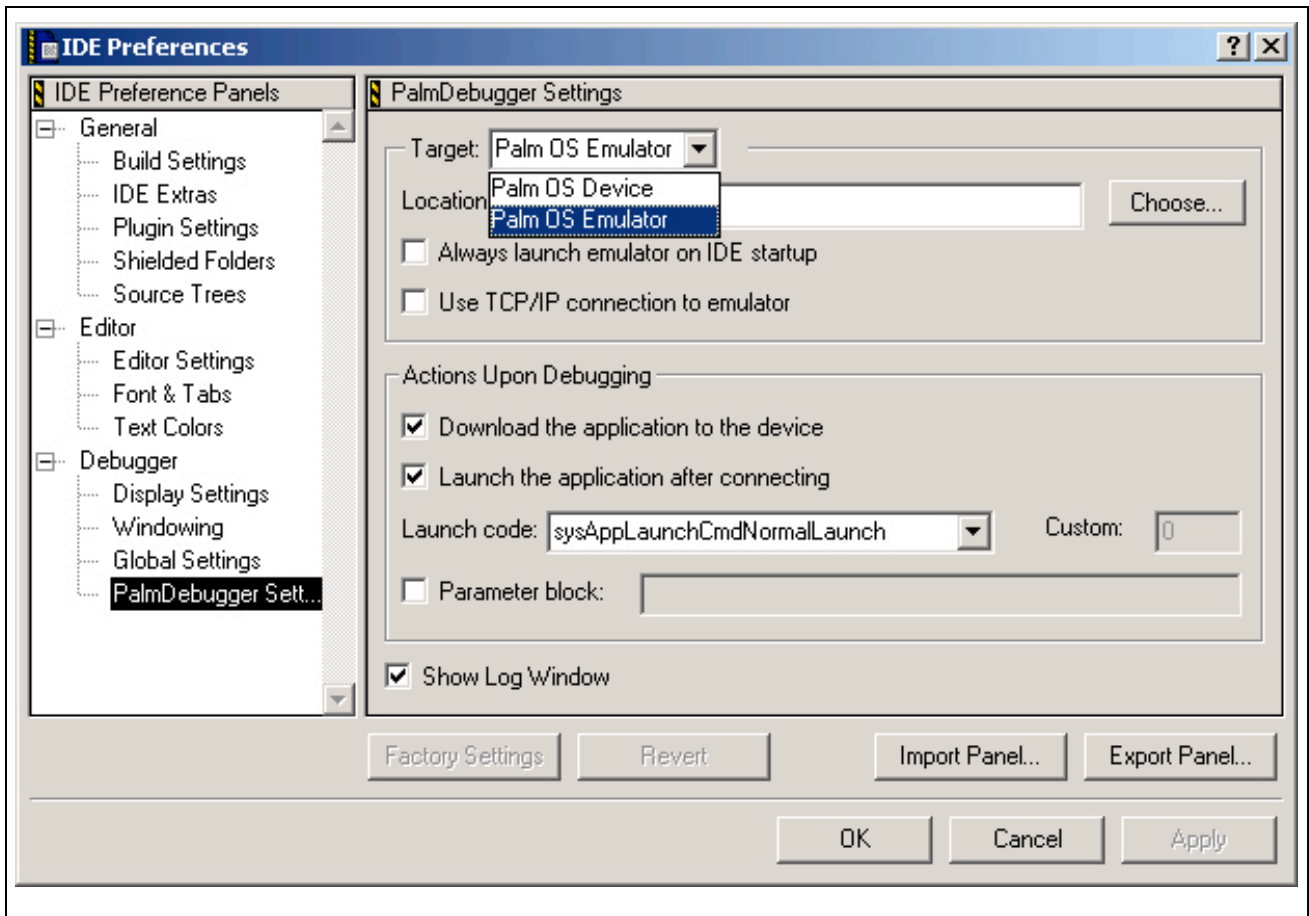 IDE Preferences
IDE Preference Panels
General
Build Settings
IDE Extras
Plugin Settings
Shielded Folders
Source Trees
Editor
Editor Settings
Font & Tabs
Text Colors
Debugger
Display Settings
Windowing
Global Settings
PalmDebugger Sett...
PalmDebugger Settings
Target: Palm OS Emulator
Palm OS Device
Palm OS Emulator
Location
Choose...
Always launch emulator on IDE startup
Use TCP/IP connection to emulator
Actions Upon Debugging
Download the application to the device
Launch the application after connecting
Launch code: sysAppLaunchCmdNormalLaunch Custom: 0
Parameter block:
Show Log Window
Factory Settings Revert Import Panel... Export Panel...
OK Cancel Apply